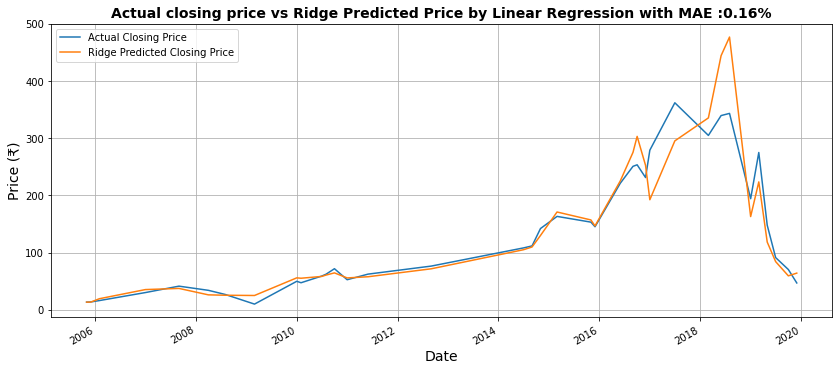 Actual closing price vs Ridge Predicted Price by Linear Regression with MAE :0.16%
Actual Closing Price
Ridge Predicted Closing Price
Price (₹)
500
400
300
200
100
0
2006
2008
2010
2012
2014
2016
2018
2020
Date